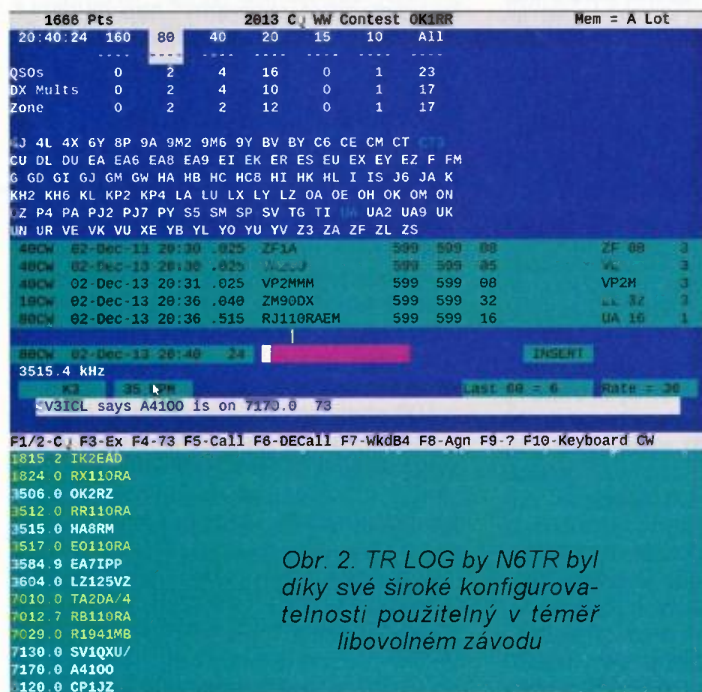 1666 Pts 2013 CQ WW Contest OK1RR Mem = A Lot
20:40:24 160 80 40 20 15 10 All
---- ---- ---- ---- ---- ---- ----
QSOs 0 2 4 16 0 1 23
DX Mults 0 2 4 10 0 1 17
Zone 0 2 2 12 0 1 17
4J 4L 4X 6Y 8P 9A 9M2 9M6 9Y BV BY C6 CE CM CT CT3
CU DL DU EA EA6 EA8 EA9 EI EK ER ES EU EX EY EZ F FM
G GD GI GJ GM GW HA HB HC HC8 HI HK HL I IS J6 JA K
KH2 KH6 KL KP2 KP4 LA LU LX LY LZ OA OE OH OK OM ON
OZ P4 PA PJ2 PJ7 PY S5 SM SP SV TG TI UA UA2 UA9 UK
UN UR VE VK VU XE YB YL YO YU YV Z3 ZA ZF ZL ZS
40CW 02-Dec-13 20:30 .025 ZF1A 599 599 08 ZF 08 3
40CW 02-Dec-13 20:30 .025 599 599 05 VE 3
40CW 02-Dec-13 20:31 .025 VP2MMM 599 599 08 VP2M 3
10CW 02-Dec-13 20:36 .040 ZM90DX 599 599 32 32 3
80CW 02-Dec-13 20:36 .515 RJ110RAEM 599 599 16 UA 16 1
80CW 02-Dec-13 20:40 24 INSERT
3515.4 kHz
K3 35 WPM Last 60 = 6 Rate = 30
SV3ICL says A41OO is on 7170.0 73
F1/2-CQ F3-Ex F4-73 F5-Call F6-DECall F7-WkdB4 F8-Agn F9-? F10-Keyboard CW
1815.2 IK2EAD
1824.0 RX110RA
3506.0 OK2RZ
3512.0 RR110RA
3515.0 HA8RM
3517.0 EO110RA
3584.9 EA7IPP
3604.0 LZ125VZ
7010.0 TA2DA/4
7012.7 RB110RA
7029.0 R1941MB
7130.0 SV1QXU/
7170.0 A41OO
120.0 CP1JZ
Obr. 2. TR LOG by N6TR byl
díky své široké konfigurova-
telnosti použitelný v téměř
libovolném závodu